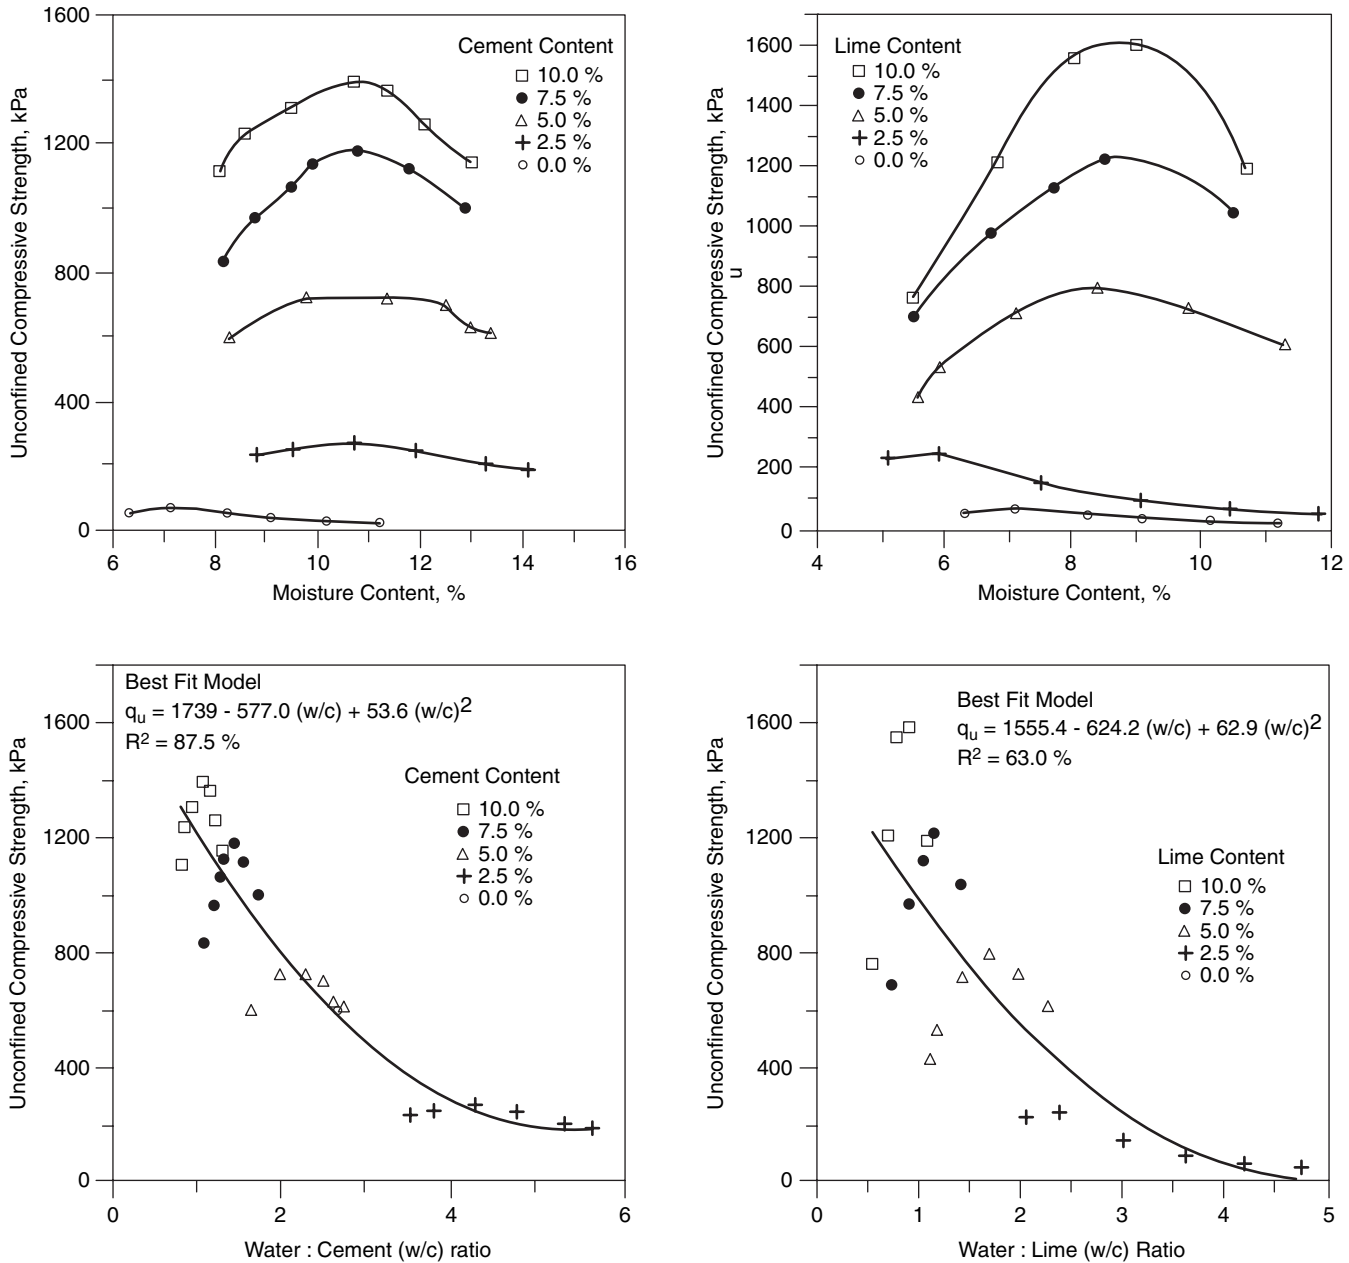 1600
1200
800
400
0
Unconfined Compressive Strength, kPa
Cement Content
10.0 %
7.5 %
5.0 %
2.5 %
0.0 %
6 8 10 12 14 16
Moisture Content, %
1600
1400
1200
1000
800
600
400
200
0
Unconfined Compressive Strength, kPa
u
Lime Content
10.0 %
7.5 %
5.0 %
2.5 %
0.0 %
4 6 8 10 12
Moisture Content, %
Best Fit Model
qu = 1739 - 577.0 (w/c) + 53.6 (w/c)2
R2 = 87.5 %
1600
1200
800
400
0
Unconfined Compressive Strength, kPa
Cement Content
10.0 %
7.5 %
5.0 %
2.5 %
0.0 %
0 2 4 6
Water : Cement (w/c) ratio
Best Fit Model
qu = 1555.4 - 624.2 (w/c) + 62.9 (w/c)2
R2 = 63.0 %
1600
1200
800
400
0
Unconfined Compressive Strength, kPa
Lime Content
10.0 %
7.5 %
5.0 %
2.5 %
0.0 %
0 1 2 3 4 5
Water : Lime (w/c) Ratio